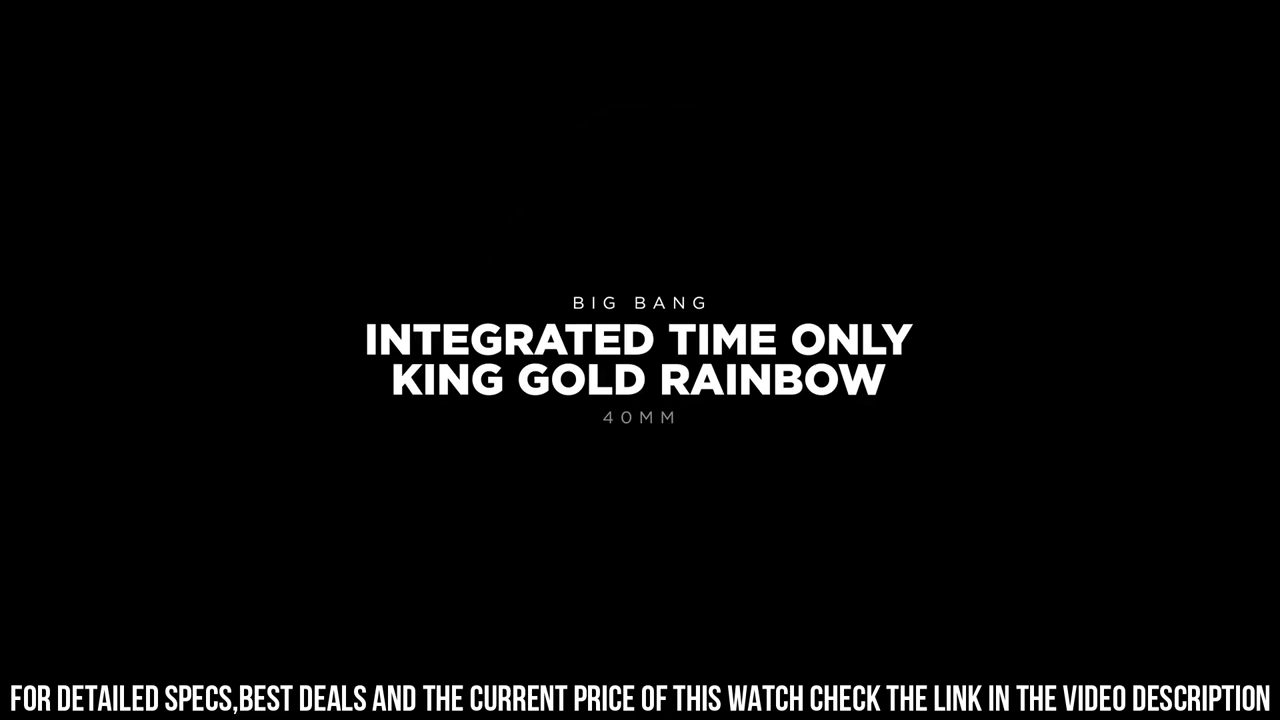 BIG BANG
INTEGRATED TIME ONLY
KING GOLD RAINBOW
40MM
FOR DETAILED SPECS,BEST DEALS AND THE CURRENT PRICE OF THIS WATCH CHECK THE LINK IN THE VIDEO DESCRIPTION